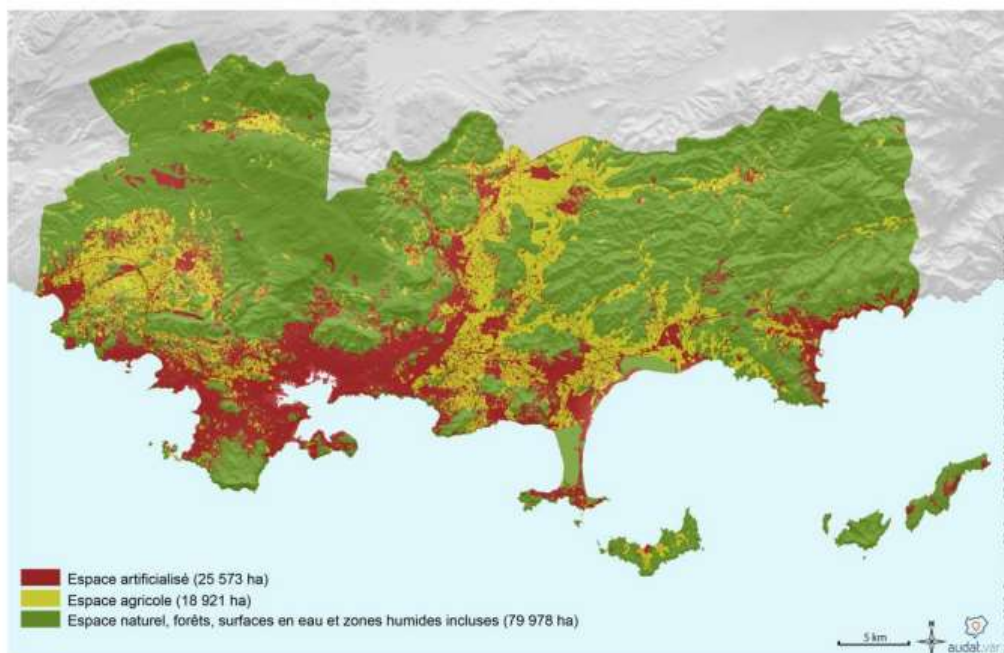 Espace artificialisé (25 573 ha)
Espace agricole (18 921 ha)
Espace naturel, forêts, surfaces en eau et zones humides incluses (79 978 ha)
5 km
N
audat.var